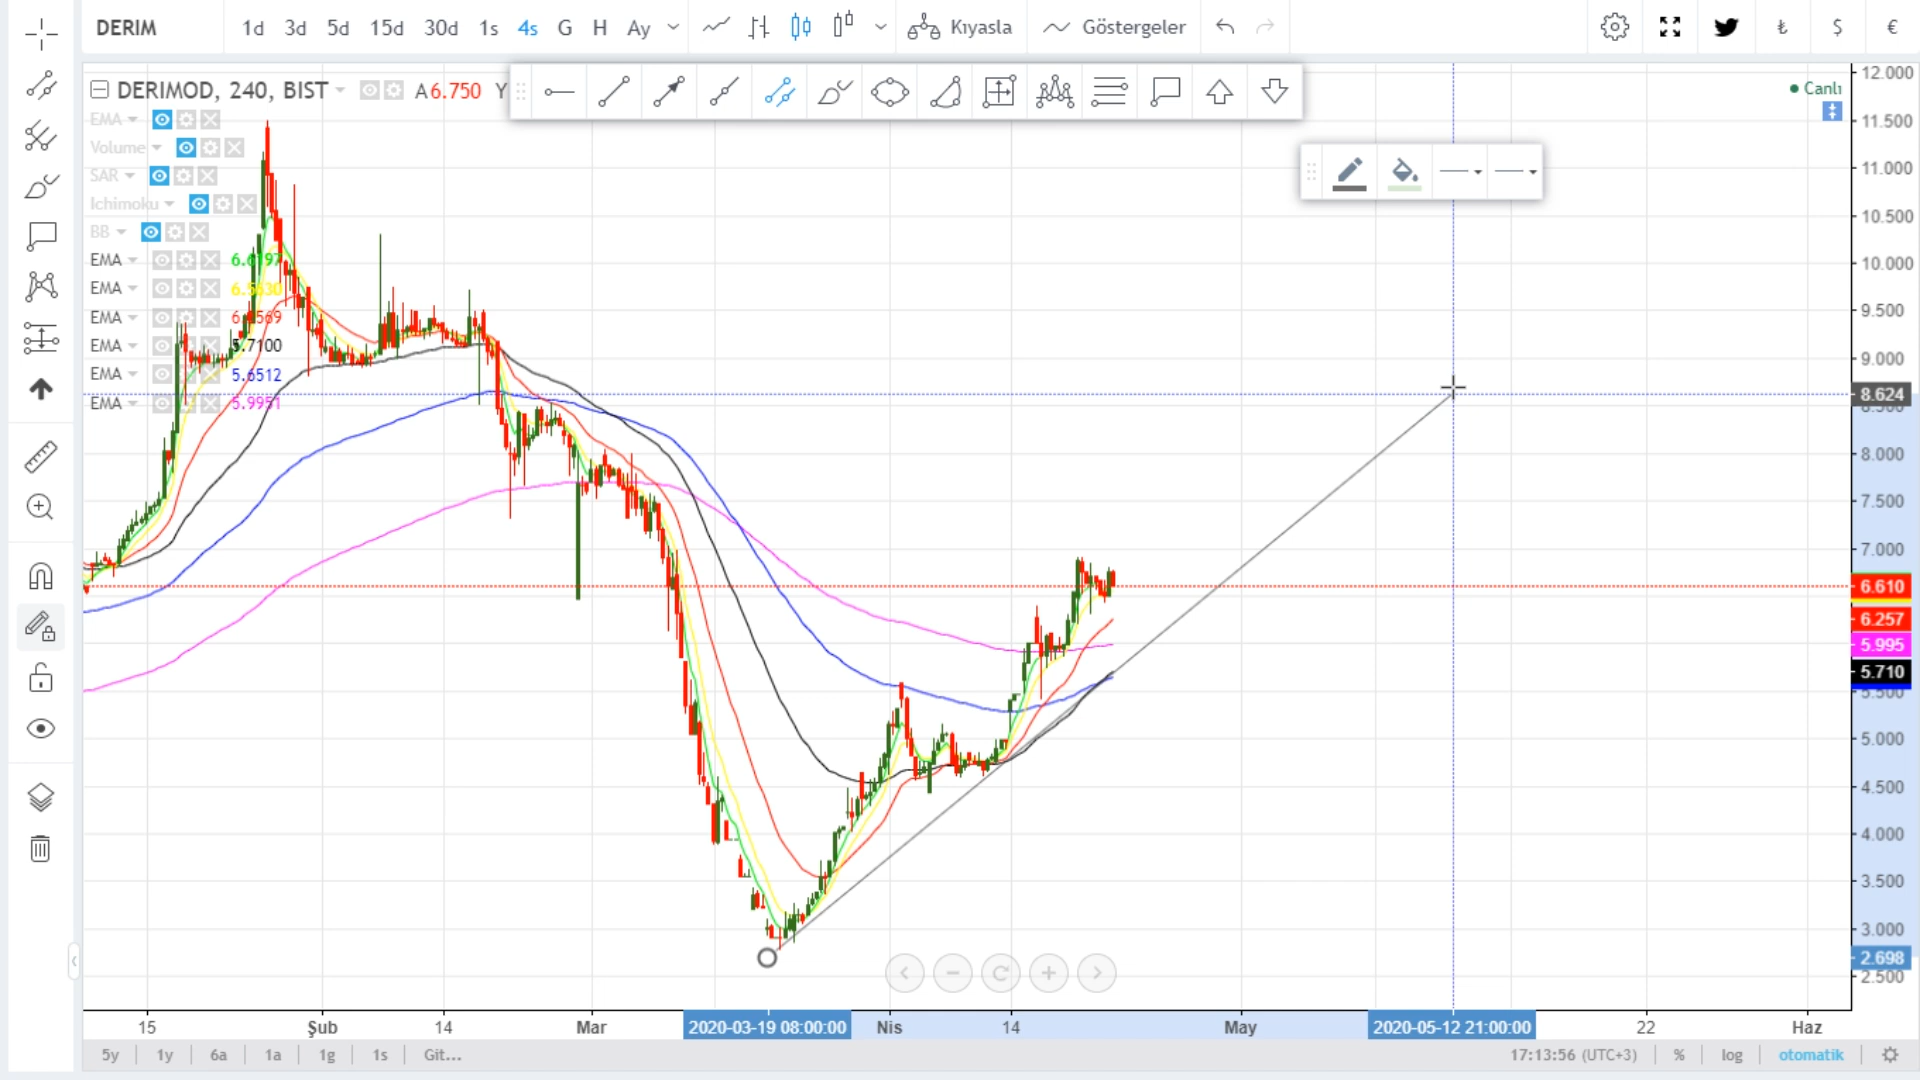 DERIM 1d 3d 5d 15d 30d 1s 4s G H Ay Kıyasla Göstergeler ₺ $ €
DERIMOD, 240, BIST A6.750 Y
Canlı
EMA
Volume
SAR
Ichimoku
BB
EMA 6.6197
EMA
EMA
EMA 5.7100
EMA 5.6512
EMA 5.9951
12.000
11.500
11.000
10.500
10.000
9.500
9.000
8.624
8.000
7.500
7.000
6.610
6.257
5.995
5.710
5.000
4.500
4.000
3.500
3.000
2.698
2.500
15 Şub 14 Mar 2020-03-19 08:00:00 Nis 14 May 2020-05-12 21:00:00 22 Haz
5y 1y 6a 1a 1g 1s Git... 17:13:56 (UTC+3) % log otomatik